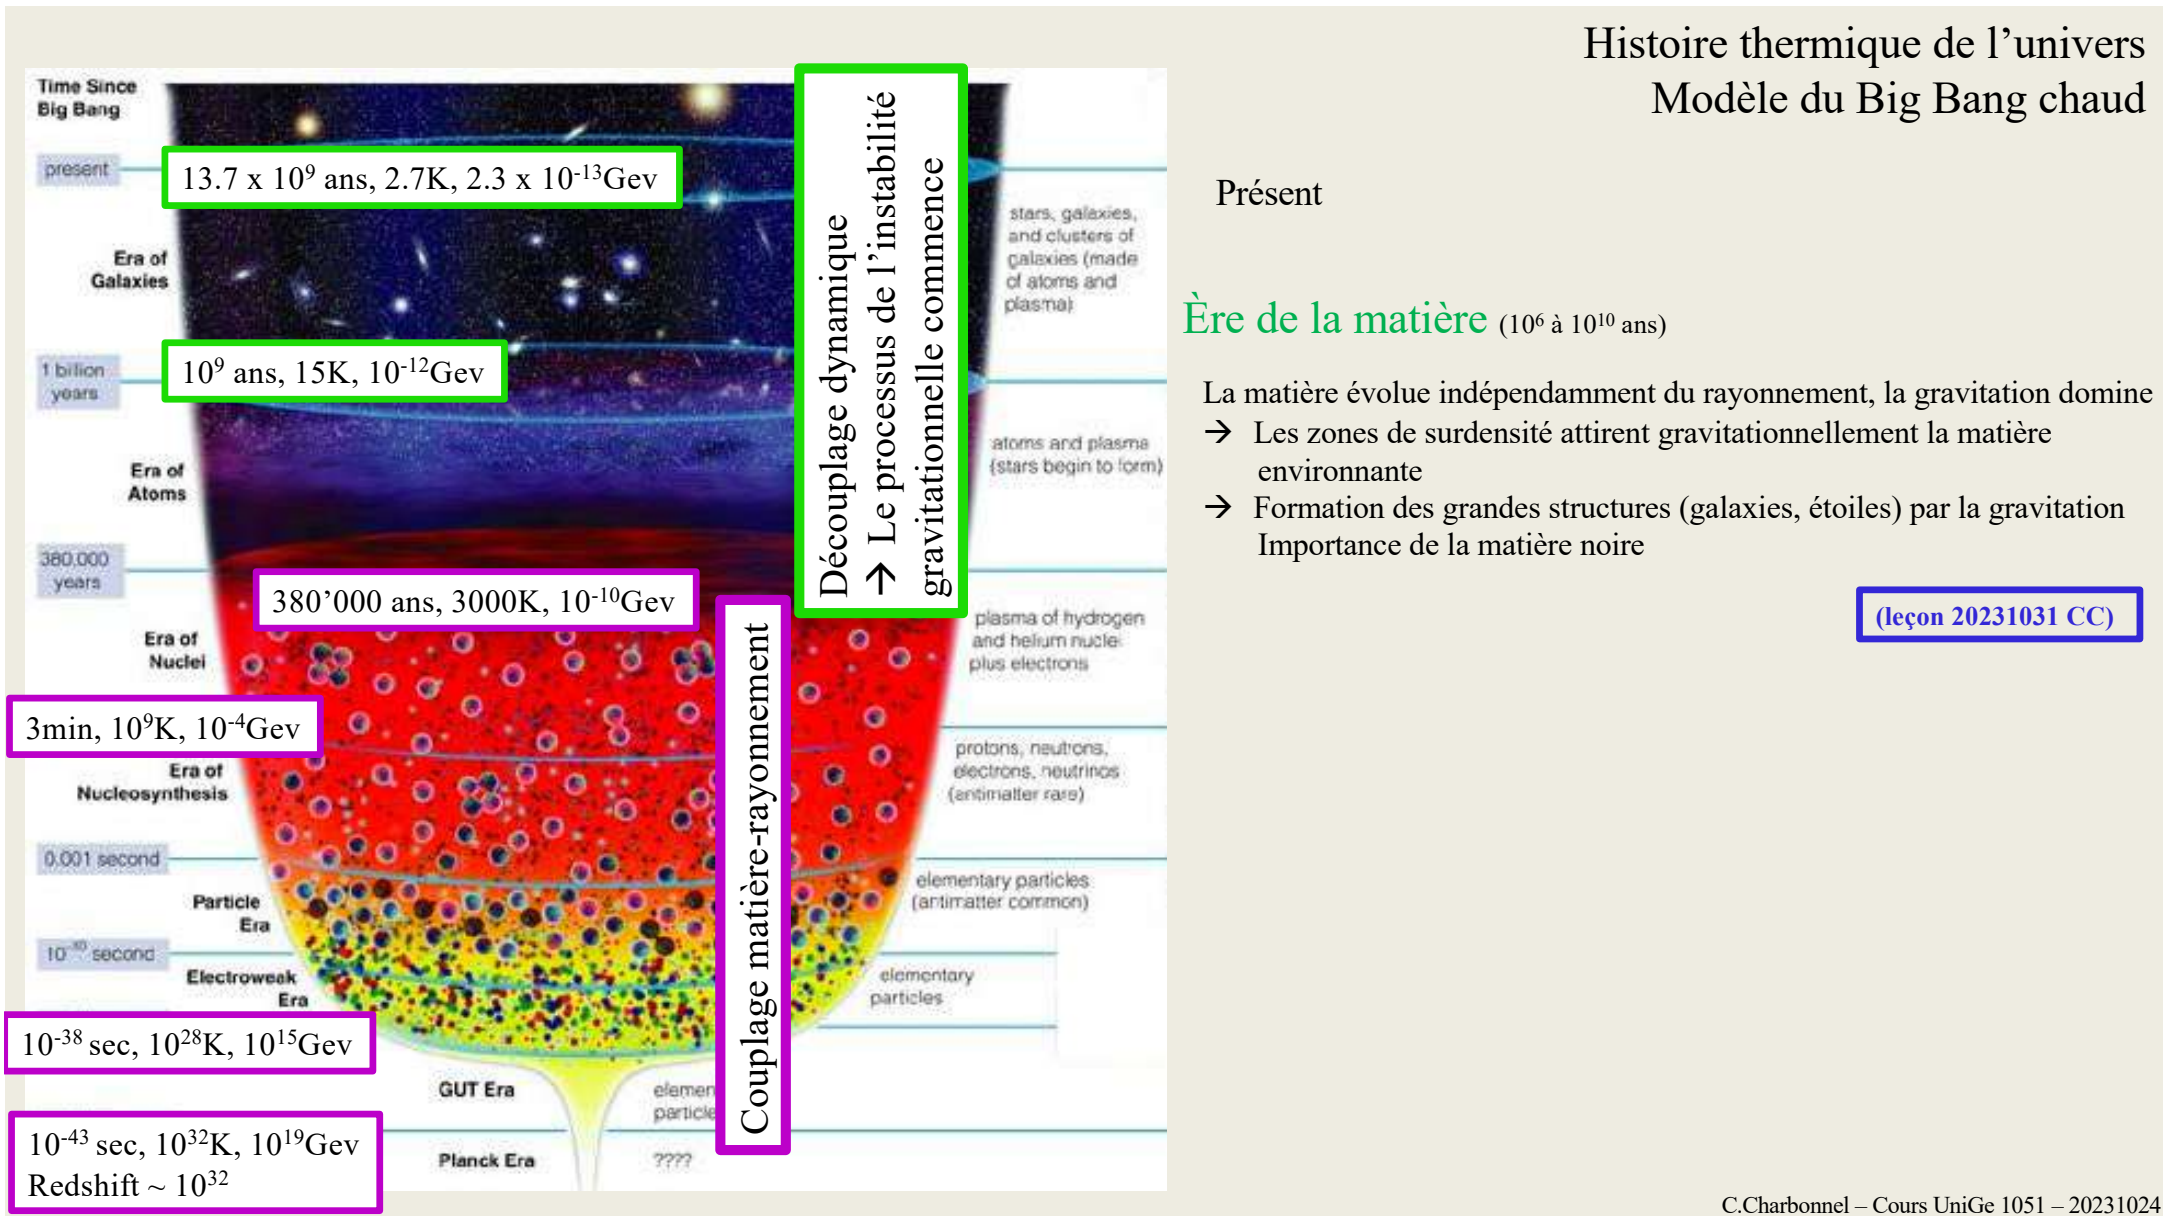 Histoire thermique de l’univers
Modèle du Big Bang chaud
Time Since
Big Bang
present
13.7 x 10⁹ ans, 2.7K, 2.3 x 10⁻¹³Gev
stars, galaxies,
and clusters of
galaxies (made
of atoms and
plasma)
Era of
Galaxies
1 billion
years
10⁹ ans, 15K, 10⁻¹²Gev
atoms and plasma
(stars begin to form)
Era of
Atoms
380,000
years
380’000 ans, 3000K, 10⁻¹⁰Gev
plasma of hydrogen
and helium nuclei
plus electrons
Era of
Nuclei
3min, 10⁹K, 10⁻⁴Gev
protons, neutrons,
electrons, neutrinos
(antimatter rare)
Era of
Nucleosynthesis
0.001 second
elementary particles
(antimatter common)
Particle
Era
10⁻¹⁰ second
elementary
particles
Electroweak
Era
10⁻³⁸ sec, 10²⁸K, 10¹⁵Gev
GUT Era
elemen
particle
10⁻⁴³ sec, 10³²K, 10¹⁹Gev
Redshift ~ 10³²
Planck Era
????
Découplage dynamique
→ Le processus de l’instabilité
gravitationnelle commence
Couplage matière-rayonnement
Présent
Ère de la matière (10⁶ à 10¹⁰ ans)
La matière évolue indépendamment du rayonnement, la gravitation domine
→ Les zones de surdensité attirent gravitationnellement la matière
environnante
→ Formation des grandes structures (galaxies, étoiles) par la gravitation
Importance de la matière noire
(leçon 20231031 CC)
C.Charbonnel – Cours UniGe 1051 – 20231024